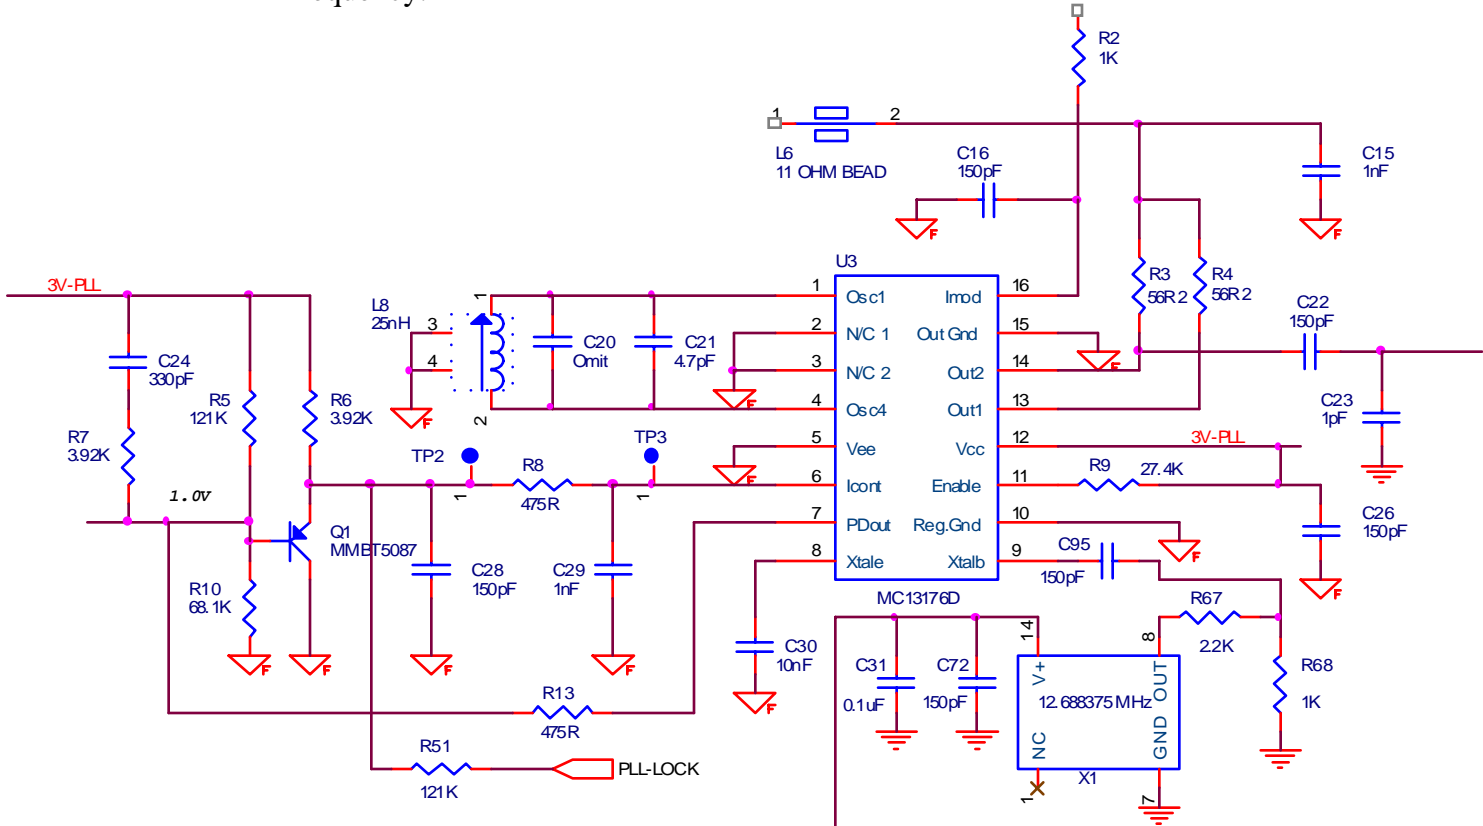 R2
1K
1
2
L6
11 OHM BEAD
C16
150pF
C15
1nF
F
F
U3
3V-PLL
L8
25nH
1
3
4
2
C20
Omit
C21
4.7pF
1
Osc1
2
N/C 1
3
N/C 2
4
Osc4
5
Vee
6
Icont
7
PDout
8
Xtale
16
Imod
15
Out Gnd
14
Out2
13
Out1
12
Vcc
11
Enable
10
Reg.Gnd
9
Xtalb
MC13176D
R3
56R2
R4
56R2
C22
150pF
C23
1pF
F
F
F
F
C24
330pF
R5
121K
R6
3.92K
R7
3.92K
1.0V
TP2
1
R8
475R
TP3
1
3V-PLL
R9
27.4K
C26
150pF
F
F
Q1
MMBT5087
R10
68.1K
C28
150pF
C29
1nF
C95
150pF
F
F
F
F
C30
10nF
F
R13
475R
R51
121K
PLL-LOCK
C31
0.1uF
C72
150pF
14
V+
8
OUT
12.688375MHz
NC
GND
1
X1
7
R67
2.2K
R68
1K